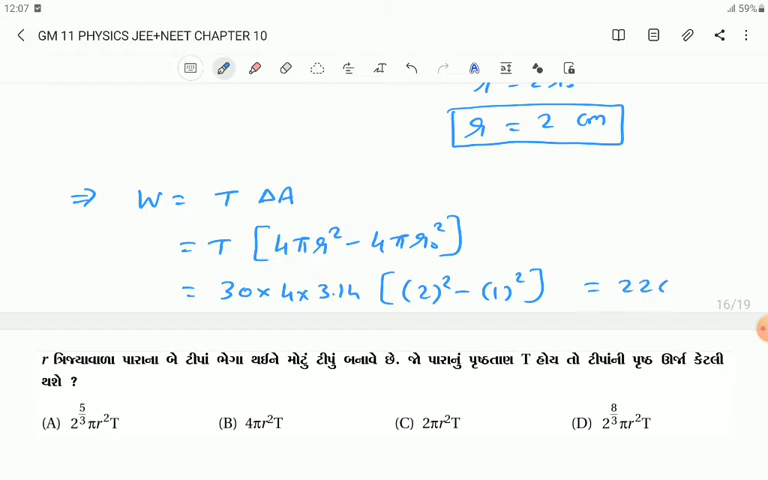 12:07
59%
GM 11 PHYSICS JEE+NEET CHAPTER 10
r = 2 cm
⇒ W = T ΔA
= T [4πr² − 4πr₀²]
= 30 × 4 × 3.14 [(2)² − (1)²] = 226
16/19
r ત્રિજ્યાવાળા પારાના બે ટીપાં ભેગા થઈને મોટું ટીપું બનાવે છે. જો પારાનું પૃષ્ઠતાણ T હોય તો ટીપાંની પૃષ્ઠ ઊર્જા કેટલી
થશે ?
(A) 2^(5/3)πr²T (B) 4πr²T (C) 2πr²T (D) 2^(8/3)πr²T